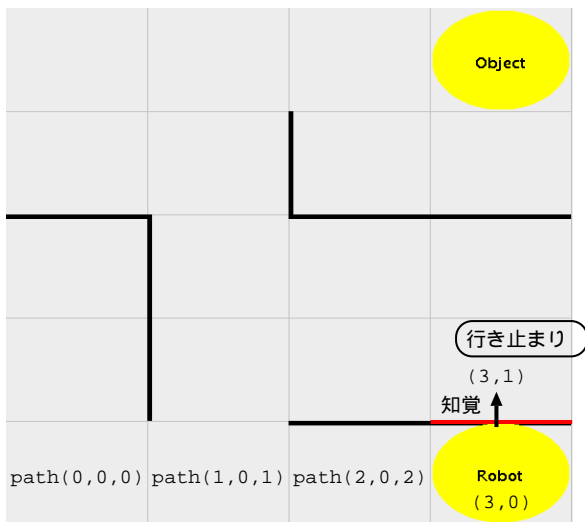 Object
行き止まり
(3,1)
知覚
path(0,0,0) path(1,0,1) path(2,0,2) Robot
(3,0)